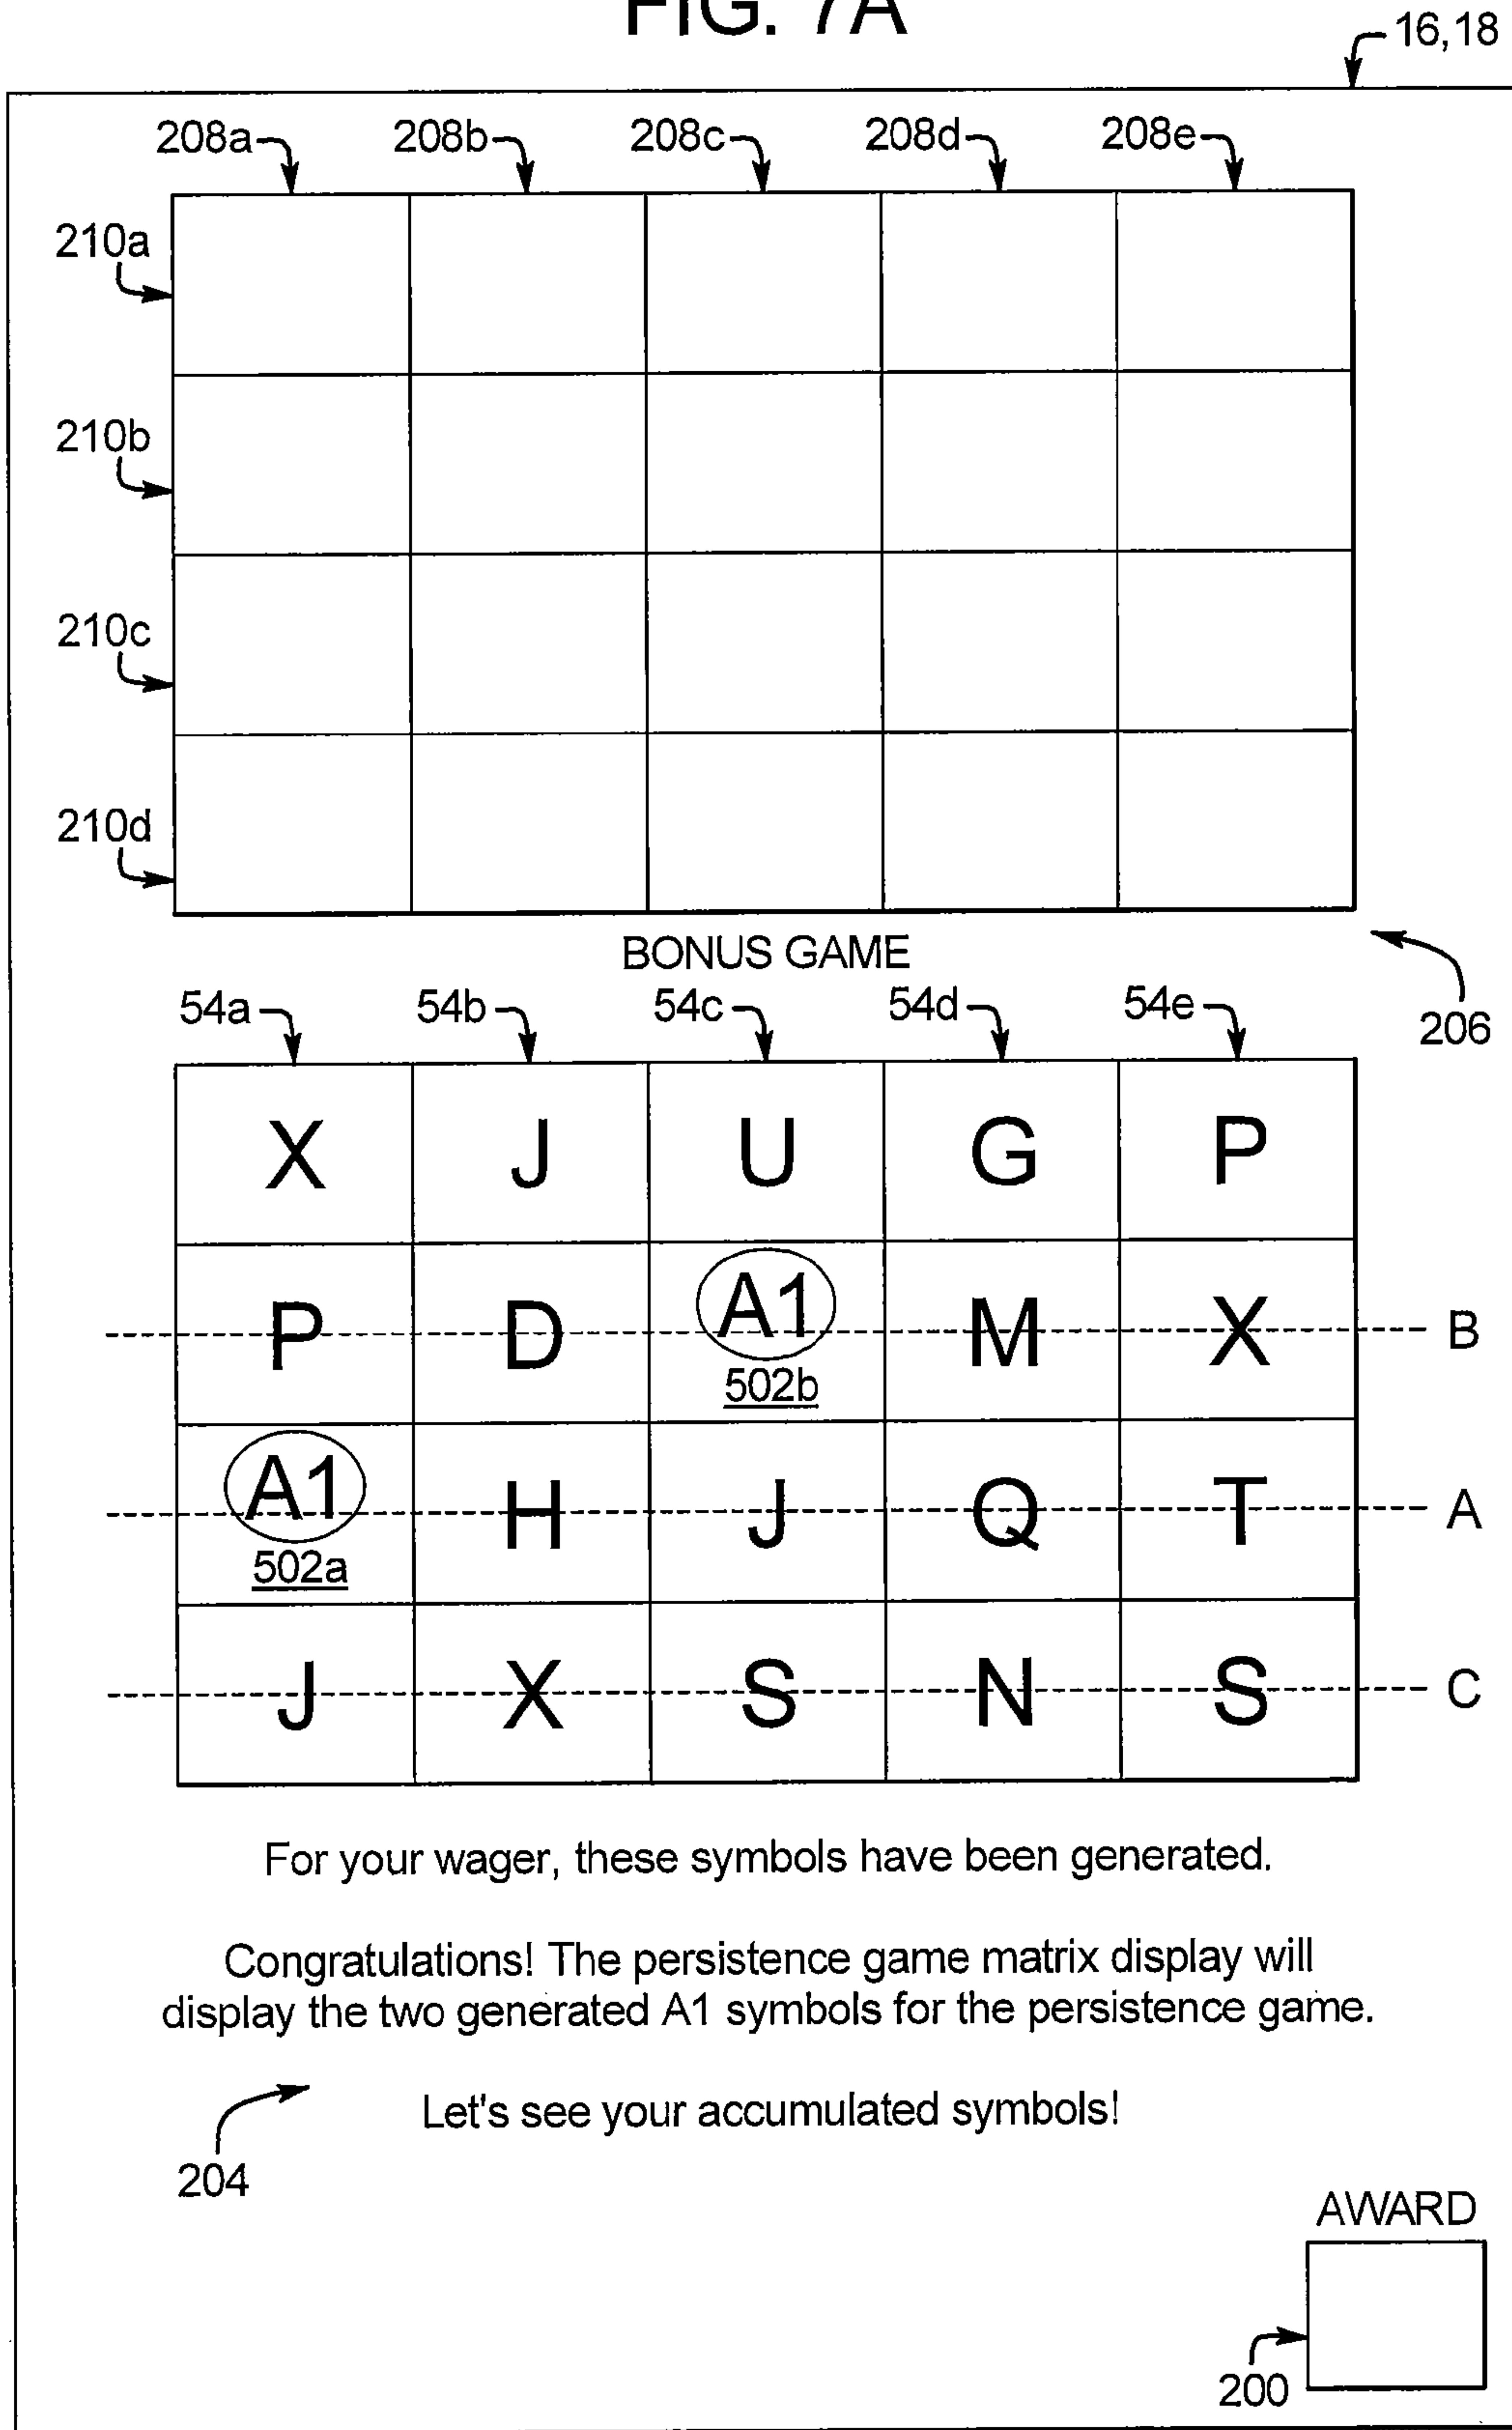 FIG. 7A
16,18
208a 208b 208c 208d 208e
210a
210b
210c
210d
BONUS GAME
206
54a 54b 54c 54d 54e
X J U G P
P D A1 M X B
502b
A1 H J Q T A
502a
J X S N S C
For your wager, these symbols have been generated.
Congratulations! The persistence game matrix display will
display the two generated A1 symbols for the persistence game.
Let's see your accumulated symbols!
204
AWARD
200